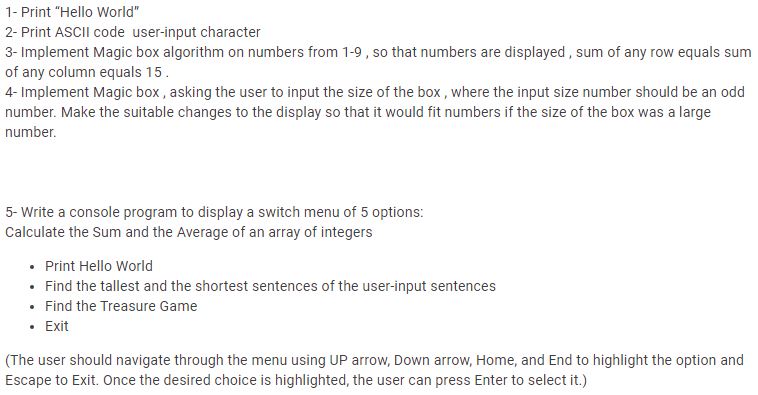 1- Print “Hello World”
2- Print ASCII code  user-input character
3- Implement Magic box algorithm on numbers from 1-9 , so that numbers are displayed , sum of any row equals sum
of any column equals 15 .
4- Implement Magic box , asking the user to input the size of the box , where the input size number should be an odd
number. Make the suitable changes to the display so that it would fit numbers if the size of the box was a large
number.
5- Write a console program to display a switch menu of 5 options:
Calculate the Sum and the Average of an array of integers
• Print Hello World
• Find the tallest and the shortest sentences of the user-input sentences
• Find the Treasure Game
• Exit
(The user should navigate through the menu using UP arrow, Down arrow, Home, and End to highlight the option and
Escape to Exit. Once the desired choice is highlighted, the user can press Enter to select it.)